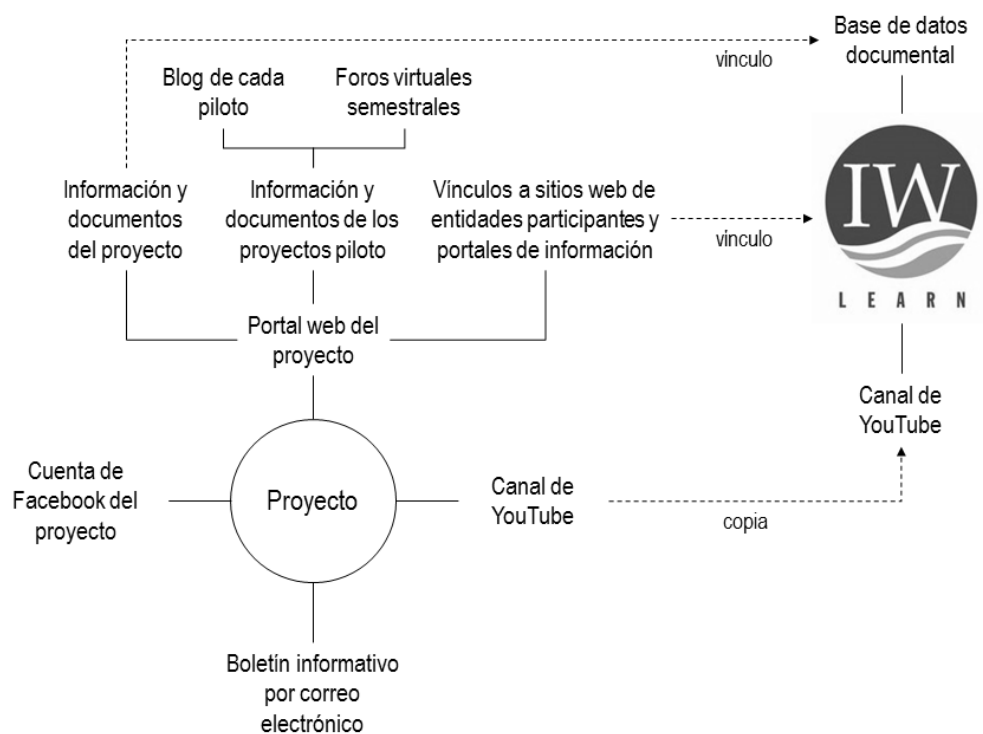 Base de datos
documental
vínculo
Blog de cada
piloto
Foros virtuales
semestrales
Información y
documentos
del proyecto
Información y
documentos de los
proyectos piloto
Vínculos a sitios web de
entidades participantes y
portales de información
vínculo
IW
LEARN
Portal web del
proyecto
Canal de
YouTube
Cuenta de
Facebook del
proyecto
Proyecto
Canal de
YouTube
copia
Boletín informativo
por correo
electrónico